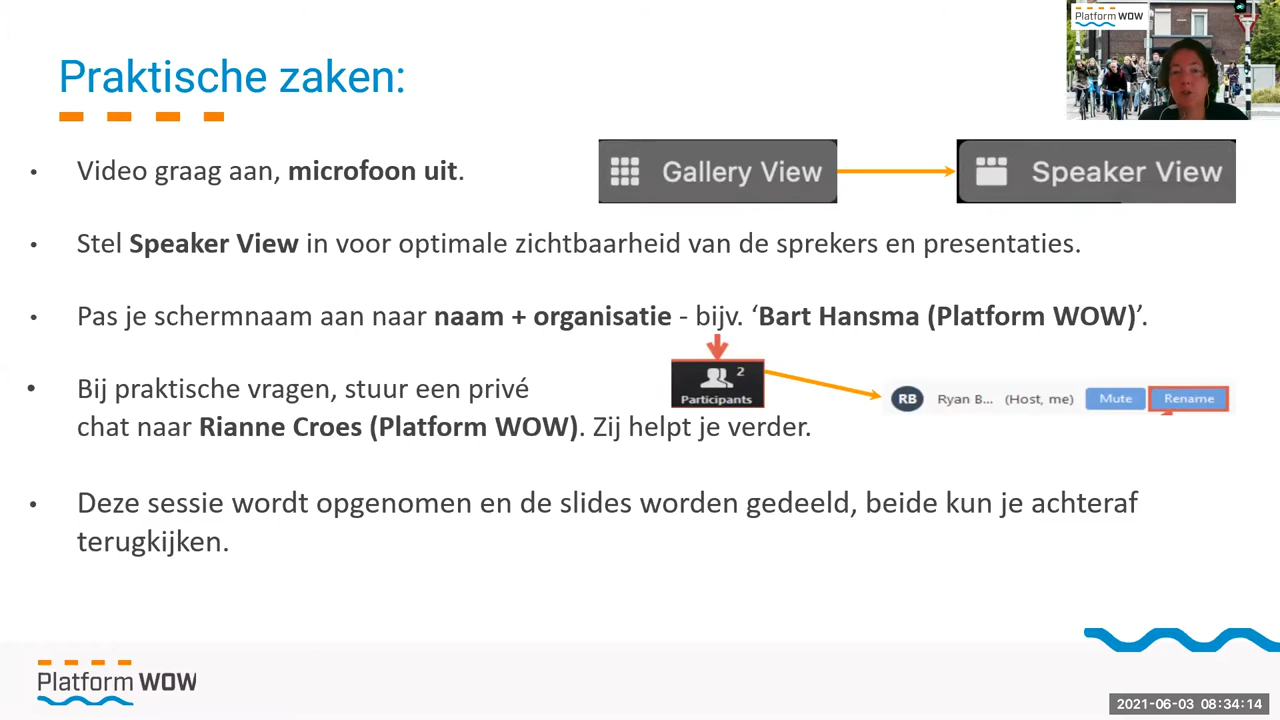 Platform WOW
Praktische zaken:
• Video graag aan, microfoon uit.
Gallery View
Speaker View
• Stel Speaker View in voor optimale zichtbaarheid van de sprekers en presentaties.
• Pas je schermnaam aan naar naam + organisatie - bijv. ‘Bart Hansma (Platform WOW)’.
2
Participants
RB Ryan B... (Host, me) Mute Rename
• Bij praktische vragen, stuur een privé
chat naar Rianne Croes (Platform WOW). Zij helpt je verder.
• Deze sessie wordt opgenomen en de slides worden gedeeld, beide kun je achteraf
terugkijken.
Platform WOW
2021-06-03 08:34:14